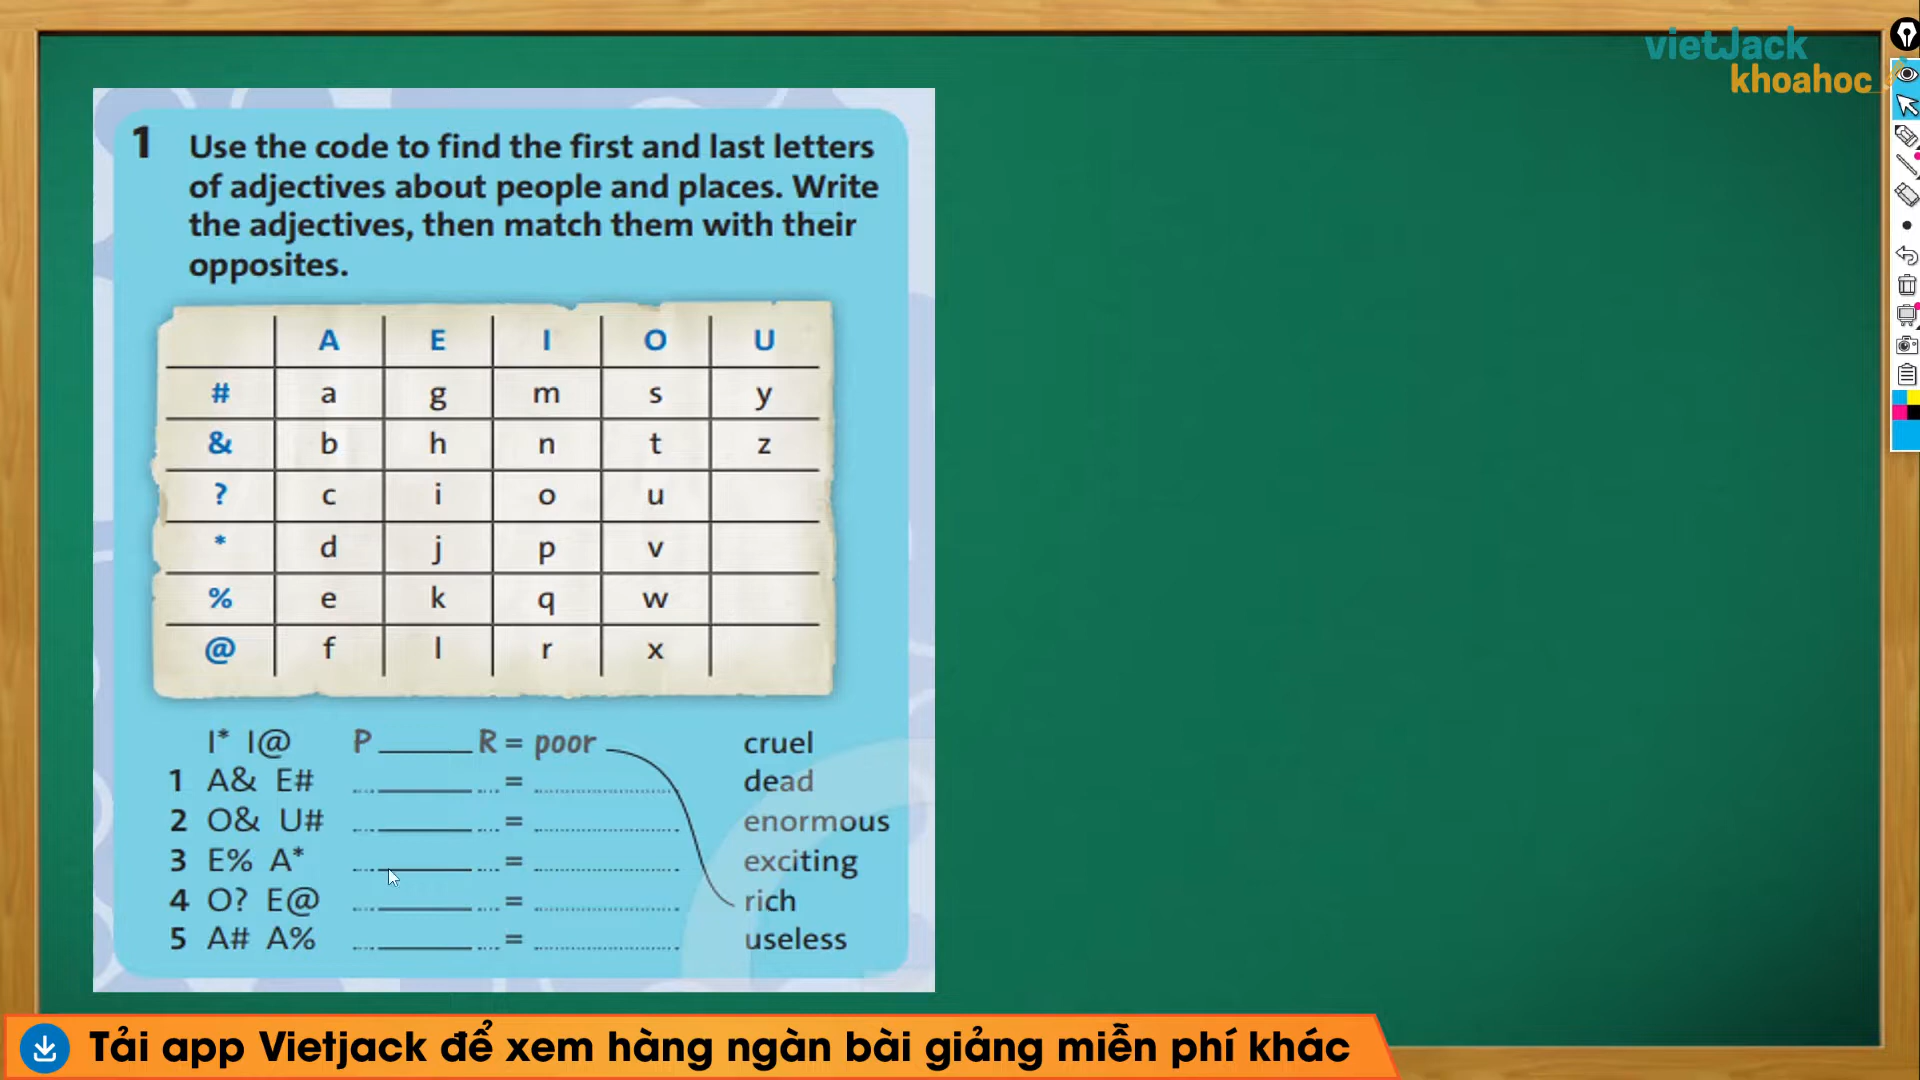 vietJack
khoahoc
1 Use the code to find the first and last letters
of adjectives about people and places. Write
the adjectives, then match them with their
opposites.
A E I O U
# a g m s y
& b h n t z
? c i o u
* d j p v
% e k q w
@ f l r x
I* I@ P ______ R = poor cruel
1 A& E# = dead
2 O& U# = enormous
3 E% A* = exciting
4 O? E@ = rich
5 A# A% = useless
Tải app Vietjack để xem hàng ngàn bài giảng miễn phí khác